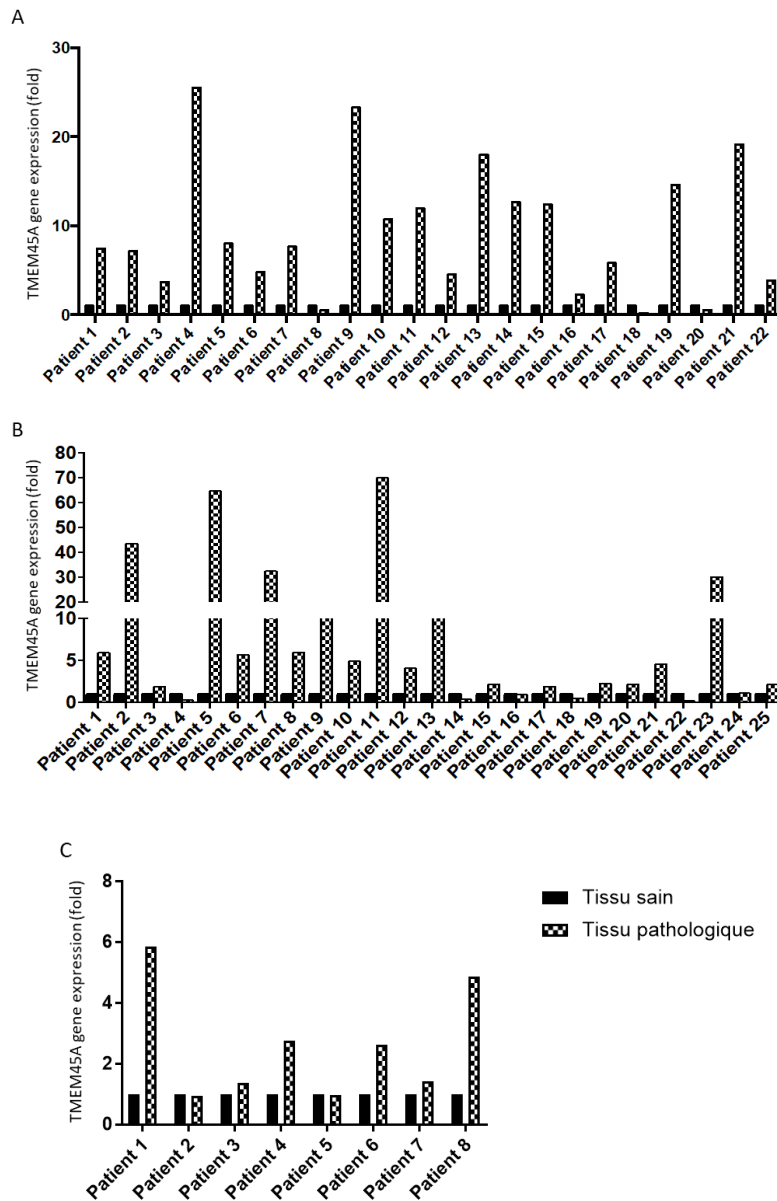 A
TMEM45A gene expression (fold)
30
20
10
0
Patient 1
Patient 2
Patient 3
Patient 4
Patient 5
Patient 6
Patient 7
Patient 8
Patient 9
Patient 10
Patient 11
Patient 12
Patient 13
Patient 14
Patient 15
Patient 16
Patient 17
Patient 18
Patient 19
Patient 20
Patient 21
Patient 22
B
TMEM45A gene expression (fold)
80
70
60
50
40
30
20
10
5
0
Patient 1
Patient 2
Patient 3
Patient 4
Patient 5
Patient 6
Patient 7
Patient 8
Patient 9
Patient 10
Patient 11
Patient 12
Patient 13
Patient 14
Patient 15
Patient 16
Patient 17
Patient 18
Patient 19
Patient 20
Patient 21
Patient 22
Patient 23
Patient 24
Patient 25
C
TMEM45A gene expression (fold)
8
6
4
2
0
Patient 1
Patient 2
Patient 3
Patient 4
Patient 5
Patient 6
Patient 7
Patient 8
Tissu sain
Tissu pathologique